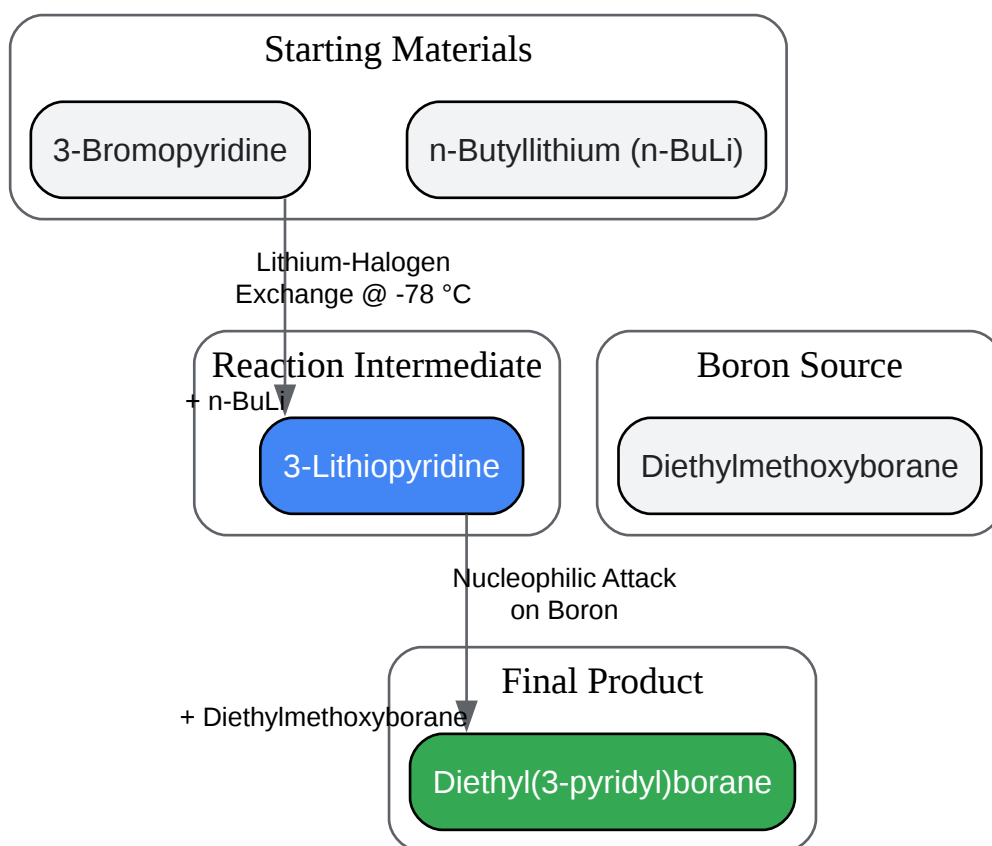 Starting Materials
3-Bromopyridine
n-Butyllithium (n-BuLi)
Lithium-Halogen
Exchange @ -78 °C
Reaction Intermediate
+ n-BuLi
3-Lithiopyridine
Boron Source
Diethylmethoxyborane
Nucleophilic Attack
on Boron
Final Product
+ Diethylmethoxyborane
Diethyl(3-pyridyl)borane